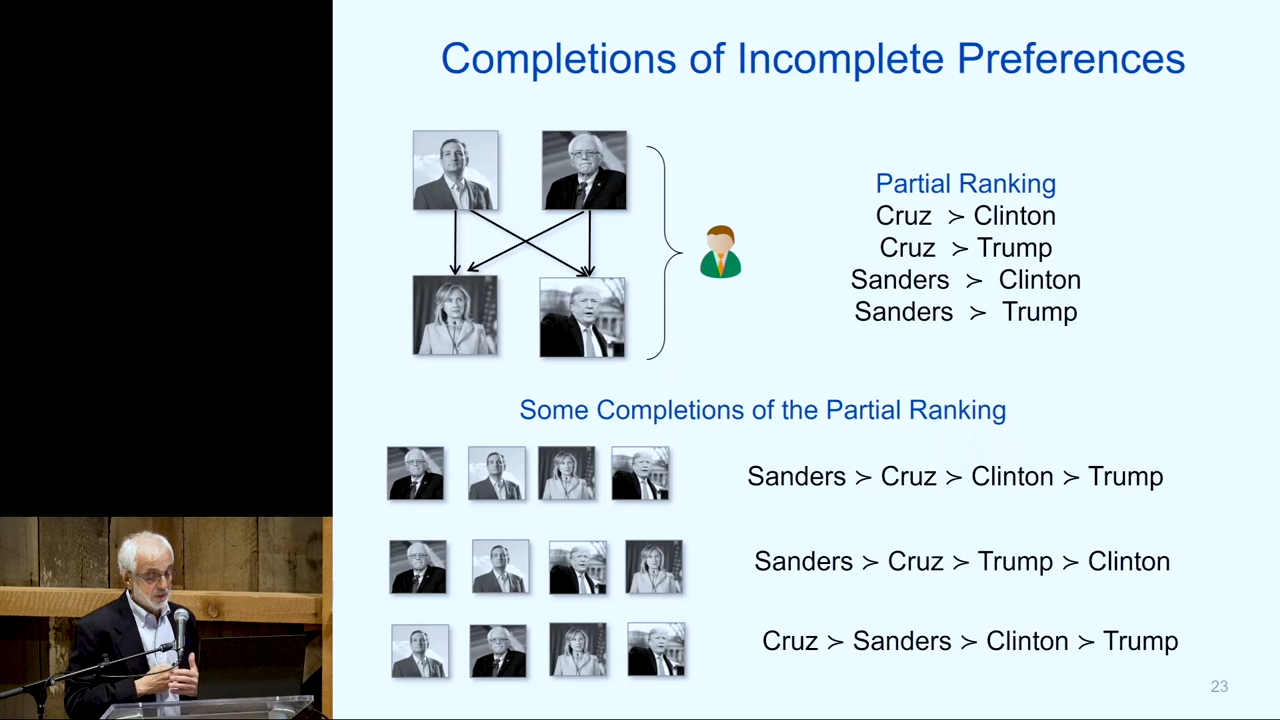 Completions of Incomplete Preferences
Partial Ranking
Cruz ≻ Clinton
Cruz ≻ Trump
Sanders ≻ Clinton
Sanders ≻ Trump
Some Completions of the Partial Ranking
Sanders ≻ Cruz ≻ Clinton ≻ Trump
Sanders ≻ Cruz ≻ Trump ≻ Clinton
Cruz ≻ Sanders ≻ Clinton ≻ Trump
23